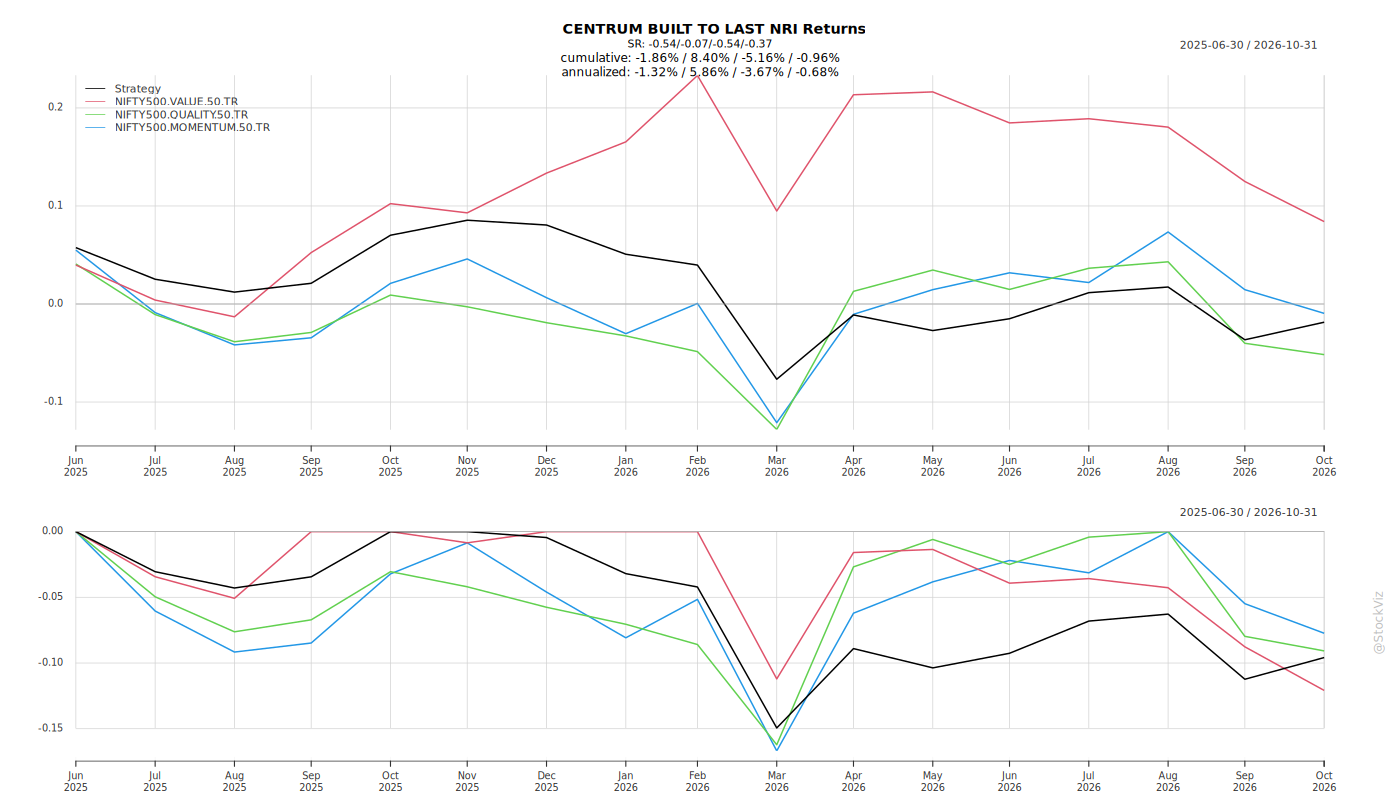 CENTRUM BUILT TO LAST NRI Returns
SR: -0.54/-0.07/-0.54/-0.37
cumulative: -1.86% / 8.40% / -5.16% / -0.96%
annualized: -1.32% / 5.86% / -3.67% / -0.68%
2025-06-30 / 2026-10-31
Strategy
NIFTY500.VALUE.50.TR
NIFTY500.QUALITY50.TR
NIFTY500.MOMENTUM.50.TR
0.2
0.1
0.0
-0.1
Jun Jul Aug Sep Oct Nov Dec Jan Feb Mar Apr May Jun Jul Aug Sep Oct
2025 2025 2025 2025 2025 2025 2025 2026 2026 2026 2026 2026 2026 2026 2026 2026 2026
2025-06-30 / 2026-10-31
0.00
-0.05
-0.10
-0.15
Jun Jul Aug Sep Oct Nov Dec Jan Feb Mar Apr May Jun Jul Aug Sep Oct
2025 2025 2025 2025 2025 2025 2025 2026 2026 2026 2026 2026 2026 2026 2026 2026 2026
@StockViz